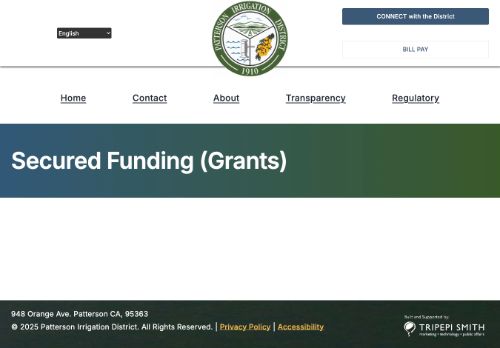 English
PATTERSON IRRIGATION DISTRICT
1910
CONNECT with the District
BILL PAY
Home
Contact
About
Transparency
Regulatory
Secured Funding (Grants)
948 Orange Ave. Patterson CA, 95363
© 2025 Patterson Irrigation District. All Rights Reserved. | Privacy Policy | Accessibility
Built and Supported by:
TRIPEPI SMITH
marketing • technology • public affairs